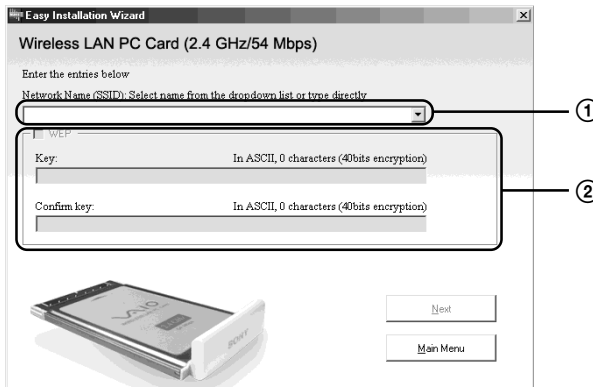 Easy Installation Wizard
Wireless LAN PC Card (2.4 GHz/54 Mbps)
Enter the entries below
Network Name (SSID): Select name from the dropdown list or type directly
①
WEP
Key: In ASCII, 0 characters (40bits encryption)
②
Confirm key: In ASCII, 0 characters (40bits encryption)
VAIO
SONY
Next
Main Menu